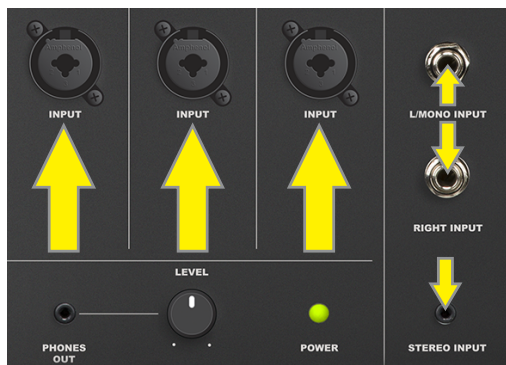 INPUT
INPUT
INPUT
L/MONO INPUT
RIGHT INPUT
LEVEL
PHONES
OUT
POWER
STEREO INPUT